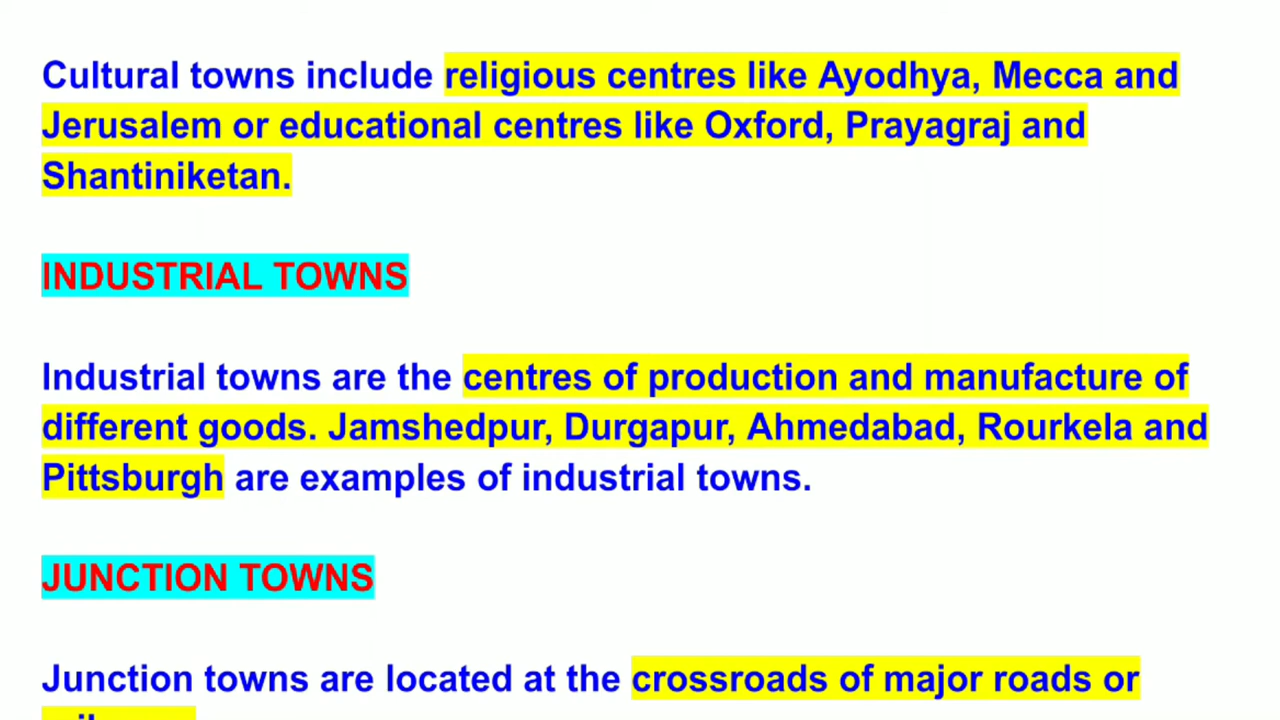 Cultural towns include religious centres like Ayodhya, Mecca and
Jerusalem or educational centres like Oxford, Prayagraj and
Shantiniketan.
INDUSTRIAL TOWNS
Industrial towns are the centres of production and manufacture of
different goods. Jamshedpur, Durgapur, Ahmedabad, Rourkela and
Pittsburgh are examples of industrial towns.
JUNCTION TOWNS
Junction towns are located at the crossroads of major roads or